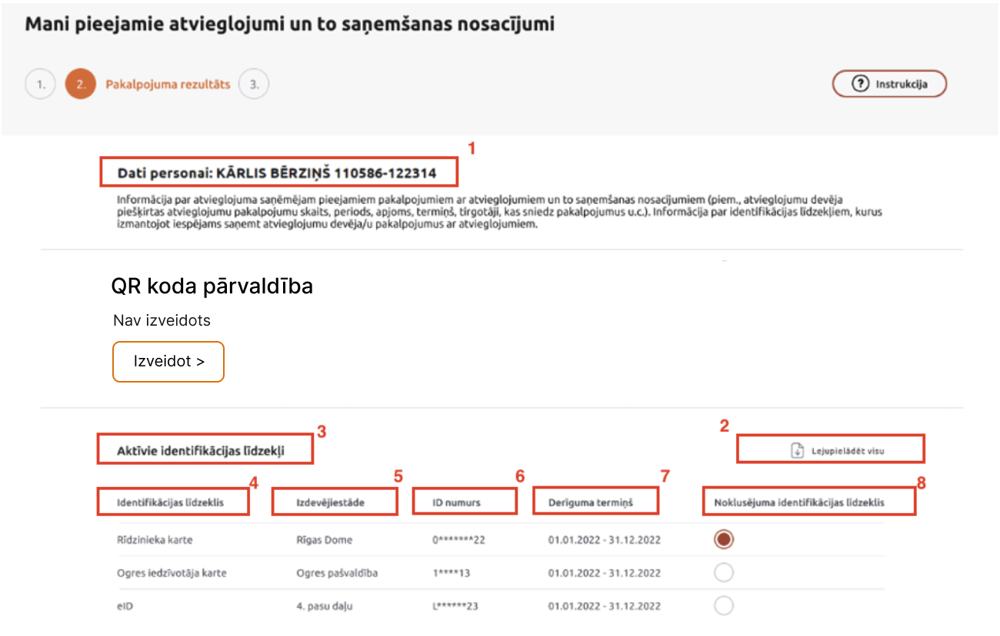 Mani pieejamie atvieglojumi un to saņemšanas nosacījumi
1. 2. Pakalpojuma rezultāts 3.
? Instrukcija
1
Dati personai: KĀRLIS BĒRZIŅŠ 110586-122314
Informācija par atvieglojuma saņēmējam pieejamiem pakalpojumiem ar atvieglojumiem un to saņemšanas nosacījumiem (piem., atvieglojumu devēja
piešķirtas atvieglojumu pakalpojumu skaits, periods, apjoms, termiņš, tirgotāji, kas sniedz pakalpojumus u.c.). Informācija par identifikācijas līdzekļiem, kurus
izmantojot iespējams saņemt atvieglojumu devēja/u pakalpojumus ar atvieglojumiem.
QR koda pārvaldība
Nav izveidots
Izveidot >
3
Aktīvie identifikācijas līdzekļi
2
Lejupielādēt visu
4 5 6 7 8
Identifikācijas līdzeklis Izdevējiestāde ID numurs Derīguma termiņš Noklusējuma identifikācijas līdzeklis
Rīdzinieka karte Rīgas Dome 0*******22 01.01.2022 - 31.12.2022
Ogres iedzīvotāja karte Ogres pašvaldība 1****13 01.01.2022 - 31.12.2022
eID 4. pasu daļu L******23 01.01.2022 - 31.12.2022